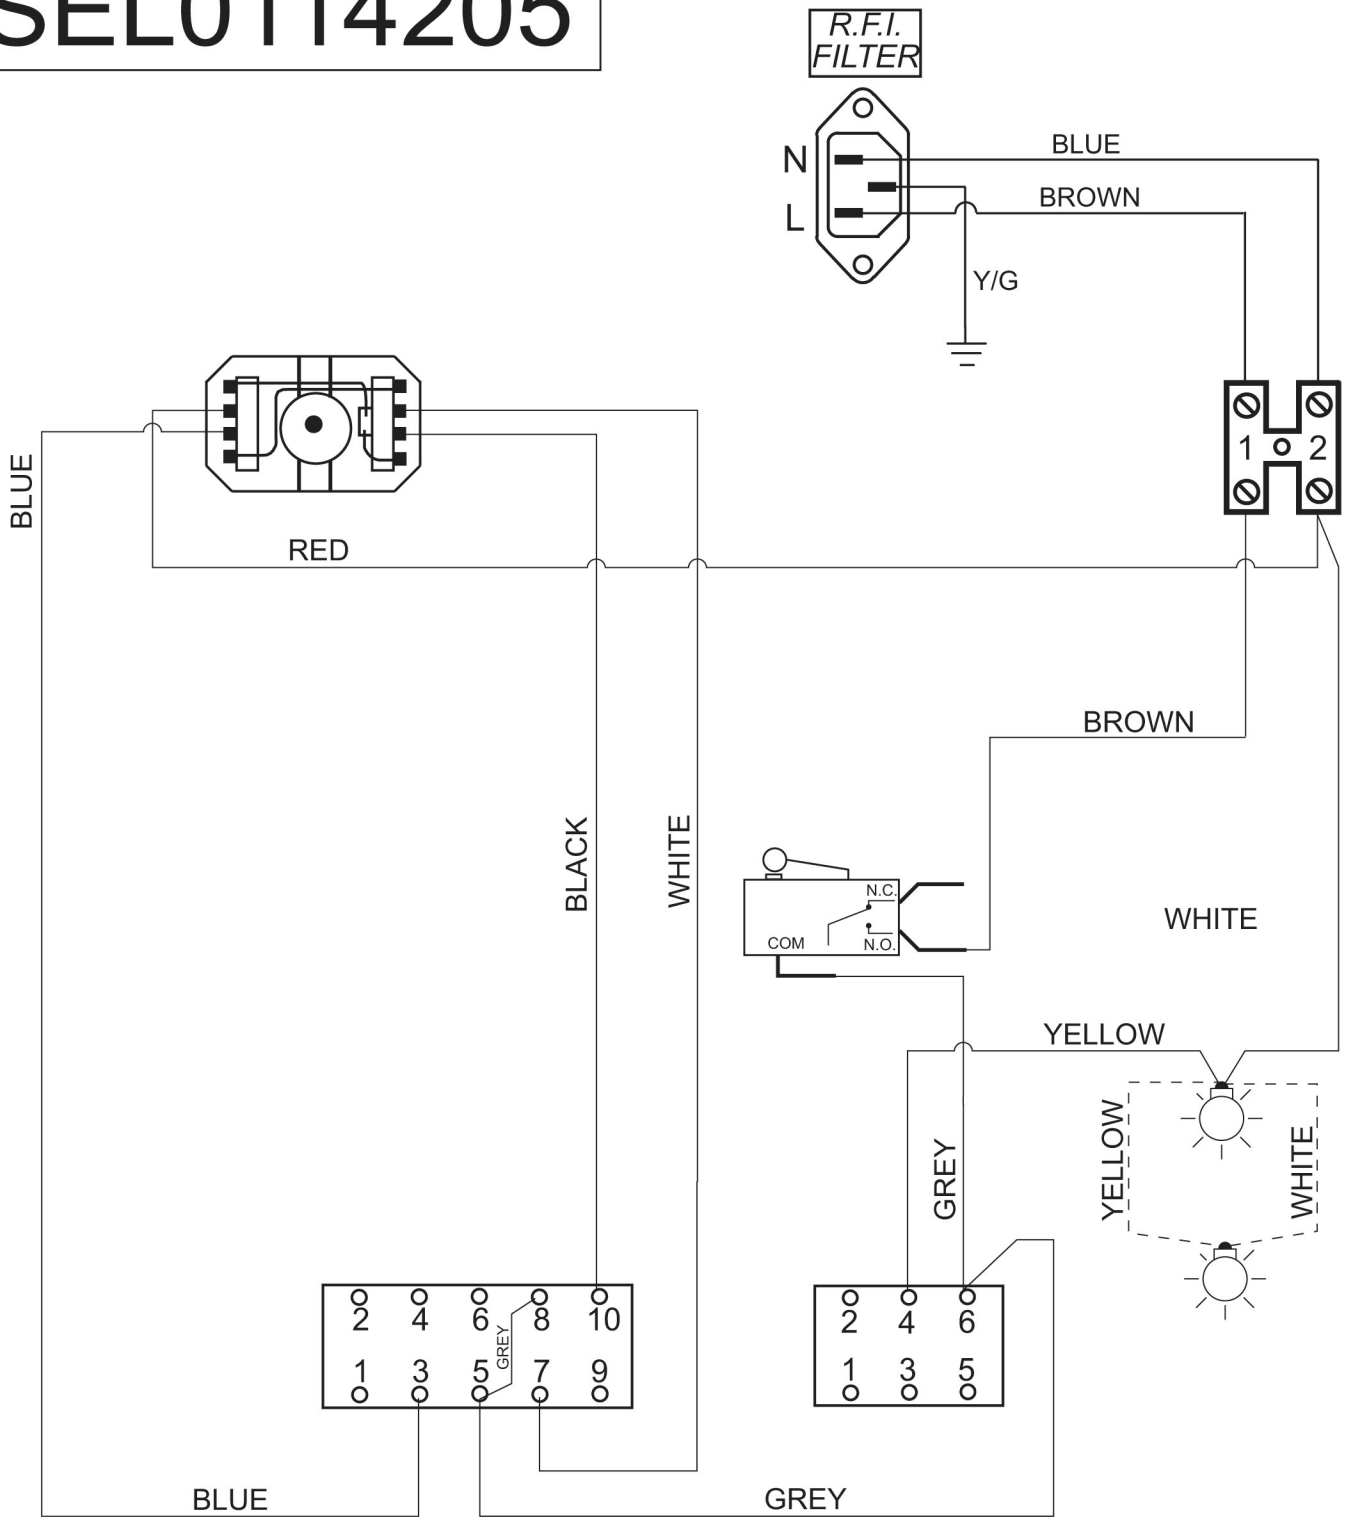 SEL0114205
R.F.I.
FILTER
N
BLUE
BROWN
L
Y/G
1
2
BLUE
RED
BROWN
BLACK
WHITE
N.C.
WHITE
COM
N.O.
YELLOW
YELLOW
WHITE
GREY
2 4 6 8 10
GREY
1 3 5 7 9
2 4 6
1 3 5
BLUE
GREY